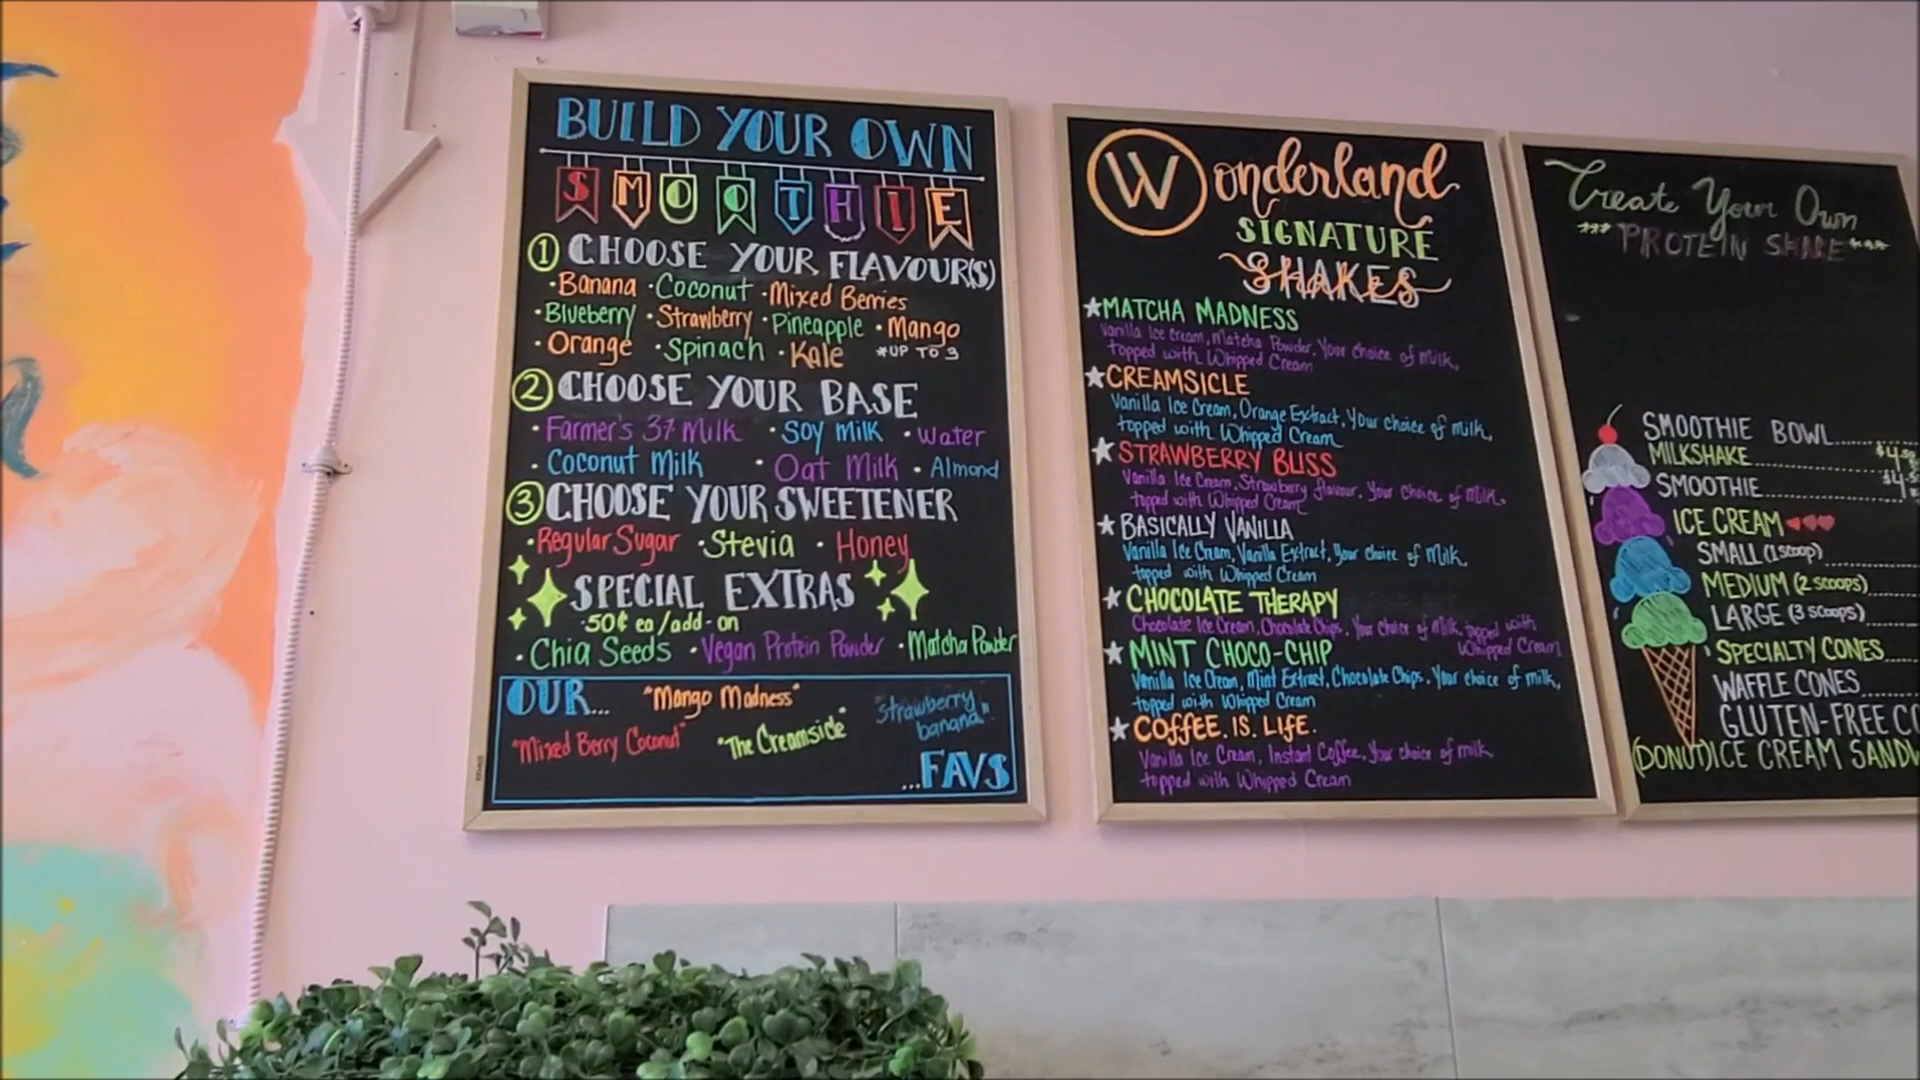 BUILD YOUR OWN
SMOOTHIE
1 CHOOSE YOUR FLAVOUR(S)
·Banana ·Coconut ·Mixed Berries
·Blueberry ·Strawberry ·Pineapple ·Mango
·Orange ·Spinach ·Kale *UP TO 3
2 CHOOSE YOUR BASE
·Farmer's 37 Milk ·Soy Milk ·Water
·Coconut Milk ·Oat Milk ·Almond
3 CHOOSE YOUR SWEETENER
·Regular Sugar ·Stevia ·Honey
SPECIAL EXTRAS
·50¢ ea/add-on
·Chia Seeds ·Vegan Protein Powder ·Matcha Powder
OUR... "Mango Madness" "Strawberry
banana".
"Mixed Berry Coconut" "The Creamsicle"
...FAVS
Wonderland
SIGNATURE
SHAKES
★MATCHA MADNESS
Vanilla Ice Cream, Matcha Powder, Your choice of Milk,
topped with Whipped Cream
★CREAMSICLE
Vanilla Ice Cream, Orange Extract, Your choice of milk,
topped with Whipped Cream
★STRAWBERRY BLISS
Vanilla Ice Cream, Strawberry flavour, Your choice of Milk,
topped with Whipped Cream
★BASICALLY VANILLA
Vanilla Ice Cream, Vanilla Extract, Your choice of Milk,
topped with Whipped Cream
★CHOCOLATE THERAPY
Chocolate Ice Cream, Chocolate Chips, Your choice of Milk, topped with
Whipped Cream
★MINT CHOCO-CHIP
Vanilla Ice Cream, Mint Extract, Chocolate Chips, Your choice of milk,
topped with Whipped Cream
★COFFEE.IS.LIFE.
Vanilla Ice Cream, Instant Coffee, Your choice of milk
topped with Whipped Cream
Create Your Own
***PROTEIN SHAKE***
SMOOTHIE BOWL
MILKSHAKE
SMOOTHIE
ICE CREAM
SMALL (1 scoop)
MEDIUM (2 scoops)
LARGE (3 scoops)
SPECIALTY CONES
WAFFLE CONES
GLUTEN-FREE CO
(DONUT) ICE CREAM SANDW